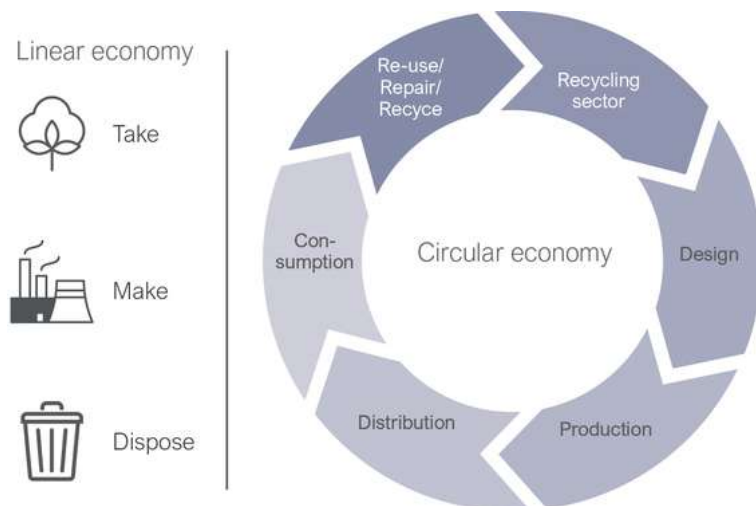 Linear economy
Take
Make
Dispose
Re-use/
Repair/
Recyce
Recycling
sector
Design
Production
Distribution
Con-
sumption
Circular economy